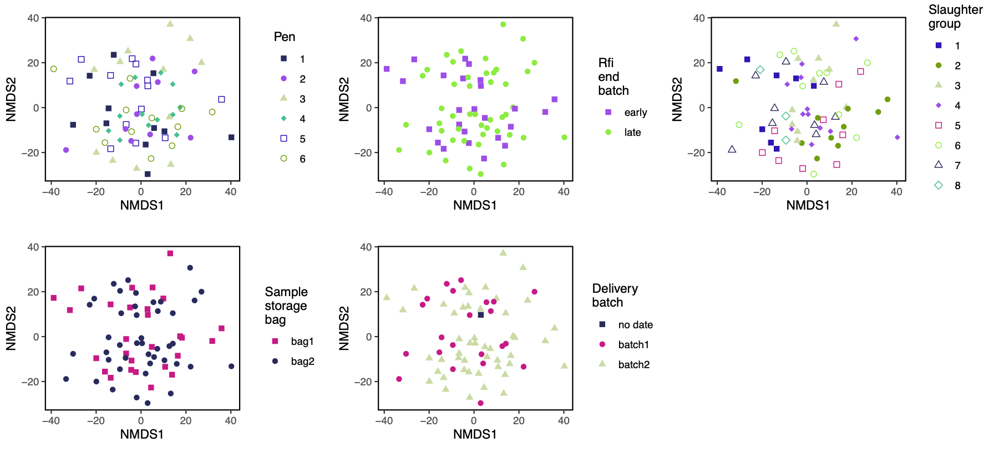 40
20
0
−20
−40
−20
0
20
40
NMDS1
NMDS2
Pen
1
2
3
4
5
6
40
20
0
−20
−40
−20
0
20
40
NMDS1
NMDS2
Rfi
end
batch
early
late
40
20
0
−20
−40
−20
0
20
40
NMDS1
NMDS2
Slaughter
group
1
2
3
4
5
6
7
8
40
20
0
−20
−40
−20
0
20
40
NMDS1
NMDS2
Sample
storage
bag
bag1
bag2
40
20
0
−20
−40
−20
0
20
40
NMDS1
NMDS2
Delivery
batch
no date
batch1
batch2